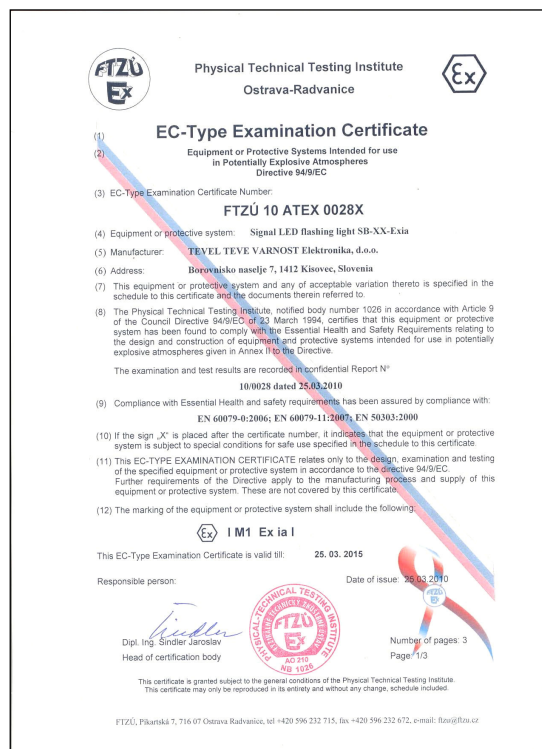 FTZÚ
Ex
Physical Technical Testing Institute
Ostrava-Radvanice
Ex
(1) EC-Type Examination Certificate
(2) Equipment or Protective Systems Intended for use
in Potentially Explosive Atmospheres
Directive 94/9/EC
(3) EC-Type Examination Certificate Number:
FTZÚ 10 ATEX 0028X
(4) Equipment or protective system: Signal LED flashing light SB-XX-Exia
(5) Manufacturer: TEVEL TEVE VARNOST Elektronika, d.o.o.
(6) Address: Borovnisko naselje 7, 1412 Kisovec, Slovenia
(7) This equipment or protective system and any of acceptable variation thereto is specified in the
schedule to this certificate and the documents therein referred to.
(8) The Physical Technical Testing Institute, notified body number 1026 in accordance with Article 9
of the Council Directive 94/9/EC of 23 March 1994, certifies that this equipment or protective
system has been found to comply with the Essential Health and Safety Requirements relating to
the design and construction of equipment and protective systems intended for use in potentially
explosive atmospheres given in Annex II to the Directive.
The examination and test results are recorded in confidential Report N°
10/0028 dated 25.03.2010
(9) Compliance with Essential Health and safety requirements has been assured by compliance with:
EN 60079-0:2006; EN 60079-11:2007; EN 50303:2000
(10) If the sign „X" is placed after the certificate number, it indicates that the equipment or protective
system is subject to special conditions for safe use specified in the schedule to this certificate.
(11) This EC-TYPE EXAMINATION CERTIFICATE relates only to the design, examination and testing
of the specified equipment or protective system in accordance to the directive 94/9/EC.
Further requirements of the Directive apply to the manufacturing process and supply of this
equipment or protective system. These are not covered by this certificate.
(12) The marking of the equipment or protective system shall include the following:
Ex I M1 Ex ia I
This EC-Type Examination Certificate is valid till: 25. 03. 2015
Responsible person:
Date of issue: 25.03.2010
PHYSICAL-TECHNICAL TESTING INSTITUTE
FTZÚ
Ex
AO 210
NB 1026
FTZÚ
Ex
Dipl. Ing. Šindler Jaroslav
Head of certification body
Number of pages: 3
Page: 1/3
This certificate is granted subject to the general conditions of the Physical Technical Testing Institute.
This certificate may only be reproduced in its entirety and without any change, schedule included.
FTZÚ, Pikartská 7, 716 07 Ostrava Radvanice, tel +420 596 232 715, fax +420 596 232 672, e-mail: ftzu@ftzu.cz